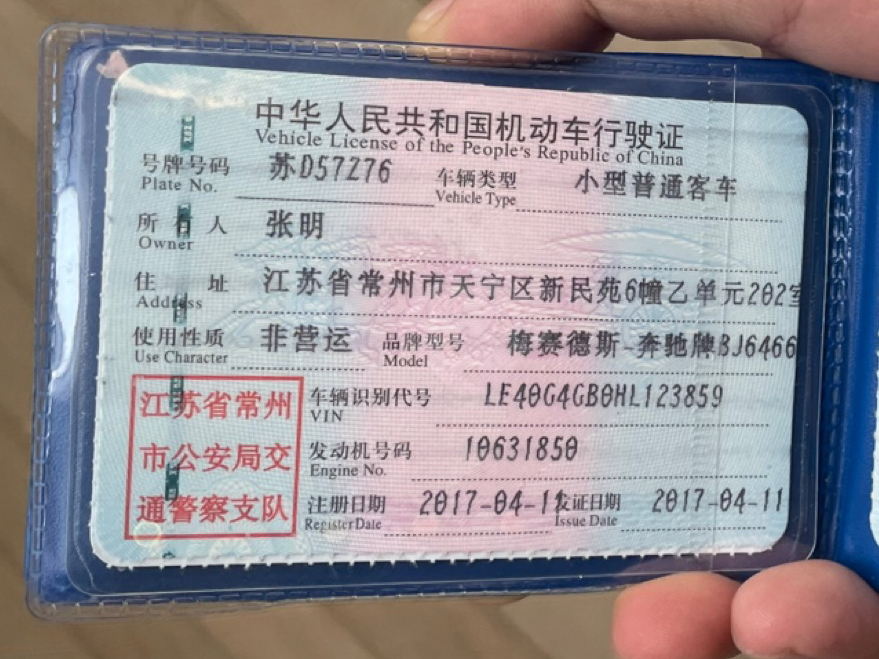 中华人民共和国机动车行驶证
Vehicle License of the People's Republic of China
号牌号码 苏D57Z76 车辆类型 小型普通客车
Plate No. Vehicle Type
所有人 张明
Owner
住址 江苏省常州市天宁区新民苑6幢乙单元202室
Address
使用性质 非营运 品牌型号 梅赛德斯-奔驰牌BJ6466
Use Character Model
江苏省常州 车辆识别代号 LE40G4GB0HL123859
VIN
市公安局交 发动机号码 10631850
Engine No.
通警察支队 注册日期 2017-04-11 发证日期 2017-04-11
Register Date Issue Date